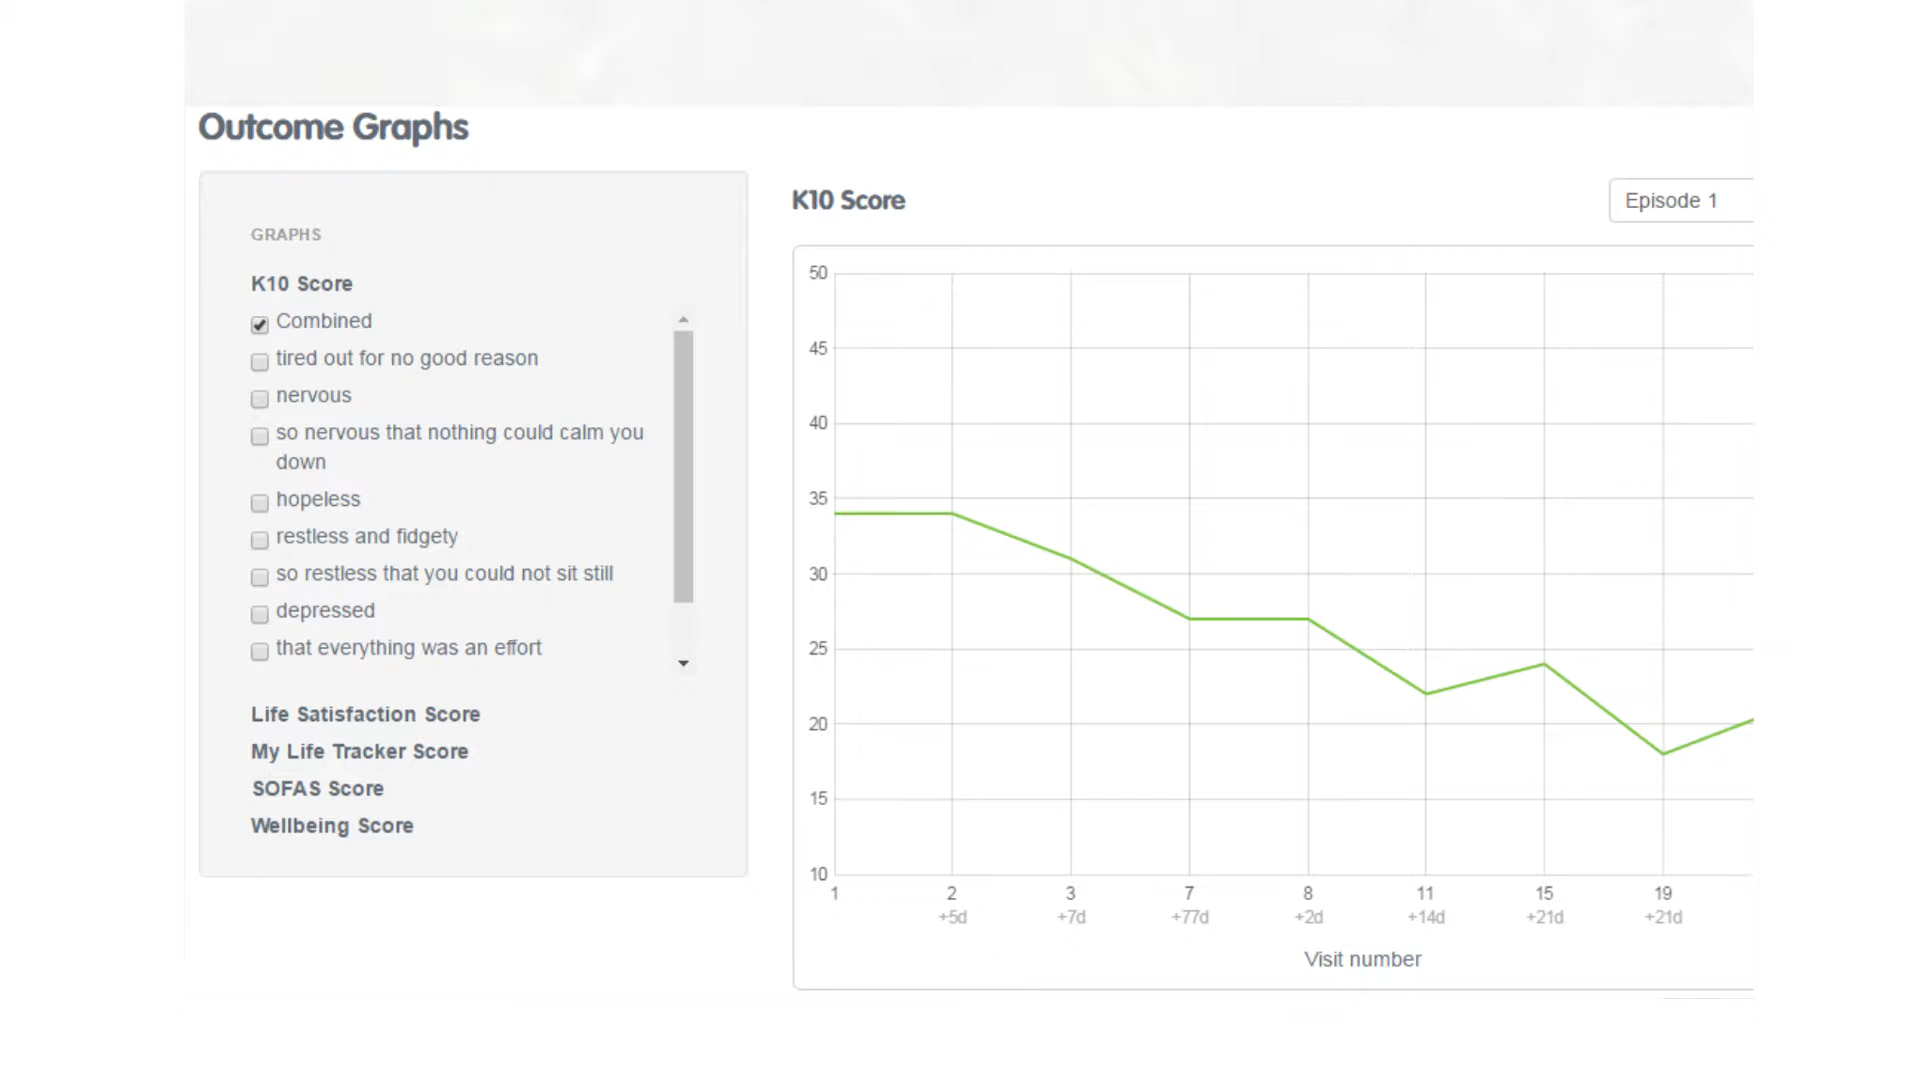 Outcome Graphs
GRAPHS
K10 Score
Combined
tired out for no good reason
nervous
so nervous that nothing could calm you
down
hopeless
restless and fidgety
so restless that you could not sit still
depressed
that everything was an effort
Life Satisfaction Score
My Life Tracker Score
SOFAS Score
Wellbeing Score
K10 Score
Episode 1
50
45
40
35
30
25
20
15
10
1 2 3 7 8 11 15 19
+5d +7d +77d +2d +14d +21d +21d
Visit number